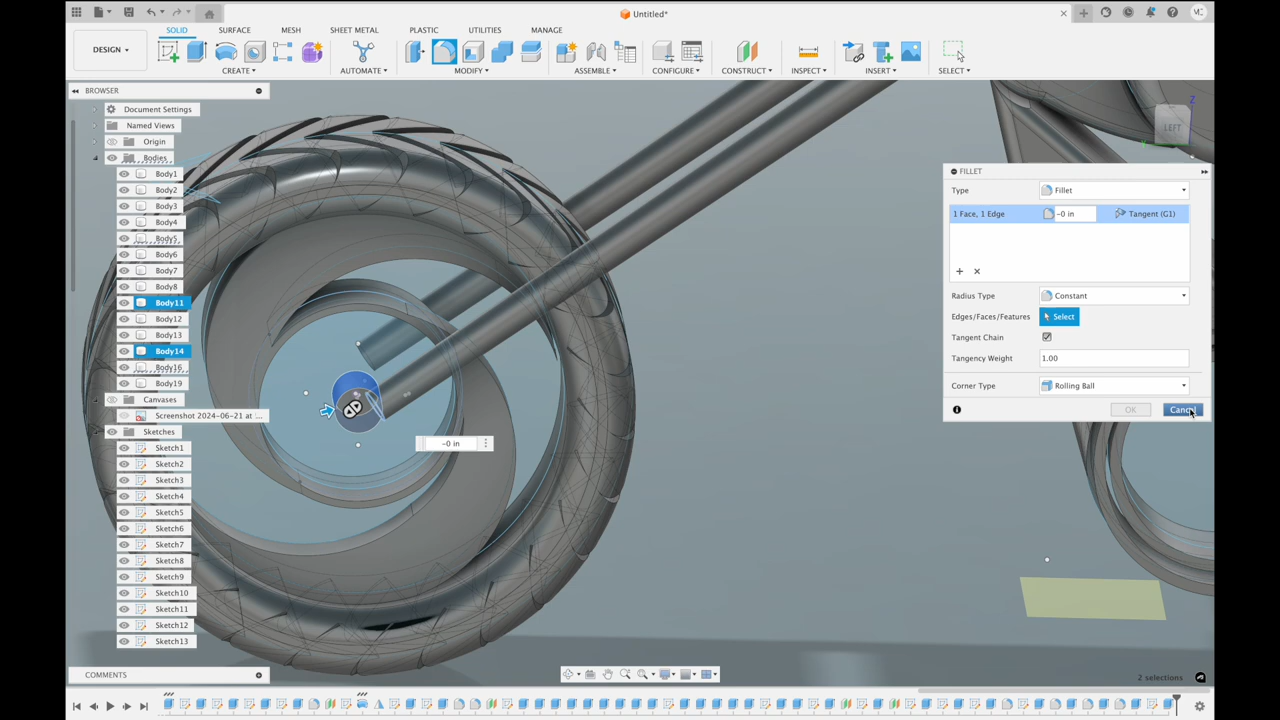 Untitled*
MC
DESIGN
SOLID
SURFACE
MESH
SHEET METAL
PLASTIC
UTILITIES
MANAGE
CREATE
AUTOMATE
MODIFY
ASSEMBLE
CONFIGURE
CONSTRUCT
INSPECT
INSERT
SELECT
BROWSER
Document Settings
Named Views
Origin
Bodies
Body1
Body2
Body3
Body4
Body5
Body6
Body7
Body8
Body11
Body12
Body13
Body14
Body16
Body19
Canvases
Screenshot 2024-06-21 at ...
Sketches
Sketch1
Sketch2
Sketch3
Sketch4
Sketch5
Sketch6
Sketch7
Sketch8
Sketch9
Sketch10
Sketch11
Sketch12
Sketch13
COMMENTS
-0 in
Z
LEFT
FILLET
Type
Fillet
1 Face, 1 Edge
-0 in
Tangent (G1)
Radius Type
Constant
Edges/Faces/Features
Select
Tangent Chain
Tangency Weight
1.00
Corner Type
Rolling Ball
OK
Cancel
2 selections